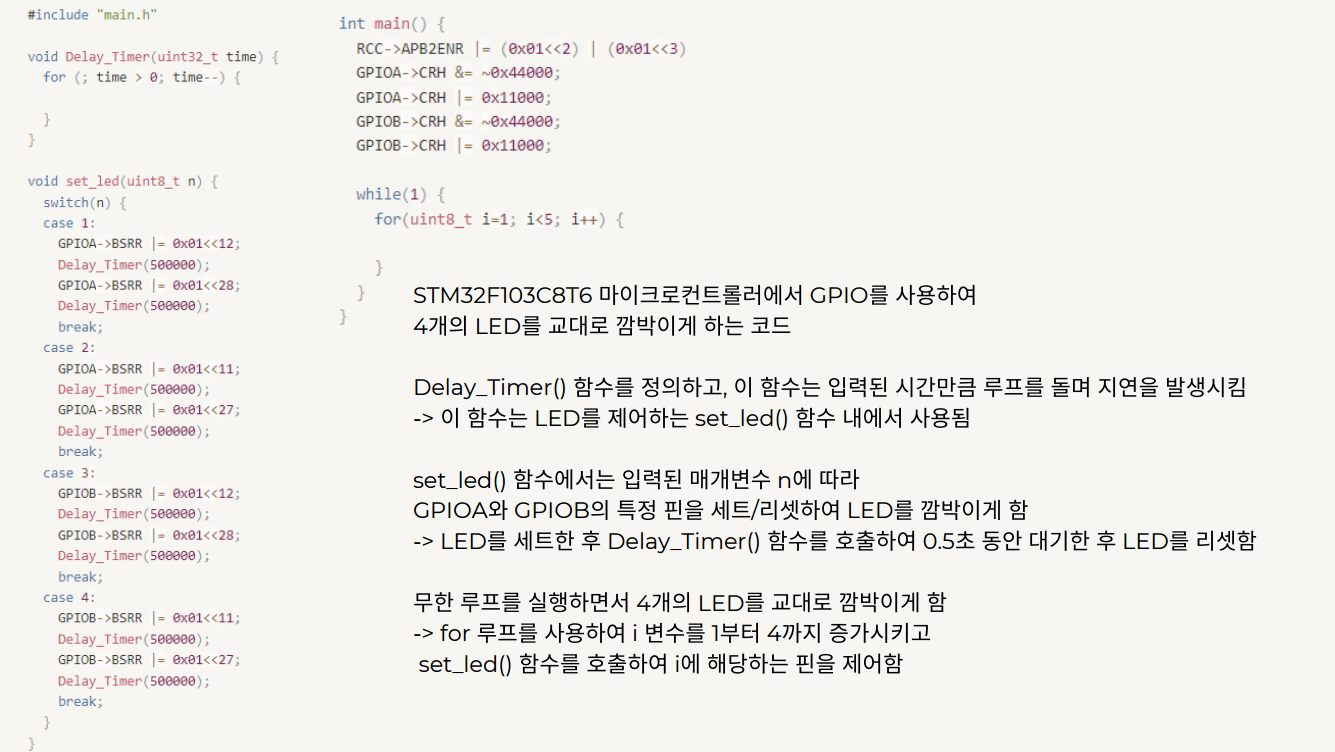 #include "main.h"
void Delay_Timer(uint32_t time) {
for (; time > 0; time--) {
}
}
void set_led(uint8_t n) {
switch(n) {
case 1:
GPIOA->BSRR |= 0x01<<12;
Delay_Timer(500000);
GPIOA->BSRR |= 0x01<<28;
Delay_Timer(500000);
break;
case 2:
GPIOA->BSRR |= 0x01<<11;
Delay_Timer(500000);
GPIOA->BSRR |= 0x01<<27;
Delay_Timer(500000);
break;
case 3:
GPIOB->BSRR |= 0x01<<12;
Delay_Timer(500000);
GPIOB->BSRR |= 0x01<<28;
Delay_Timer(500000);
break;
case 4:
GPIOB->BSRR |= 0x01<<11;
Delay_Timer(500000);
GPIOB->BSRR |= 0x01<<27;
Delay_Timer(500000);
break;
}
}
int main() {
RCC->APB2ENR |= (0x01<<2) | (0x01<<3)
GPIOA->CRH &= ~0x44000;
GPIOA->CRH |= 0x11000;
GPIOB->CRH &= ~0x44000;
GPIOB->CRH |= 0x11000;
while(1) {
for(uint8_t i=1; i<5; i++) {
}
}
}
STM32F103C8T6 마이크로컨트롤러에서 GPIO를 사용하여
4개의 LED를 교대로 깜박이게 하는 코드
Delay_Timer() 함수를 정의하고, 이 함수는 입력된 시간만큼 루프를 돌며 지연을 발생시킴
-> 이 함수는 LED를 제어하는 set_led() 함수 내에서 사용됨
set_led() 함수에서는 입력된 매개변수 n에 따라
GPIOA와 GPIOB의 특정 핀을 세트/리셋하여 LED를 깜박이게 함
-> LED를 세트한 후 Delay_Timer() 함수를 호출하여 0.5초 동안 대기한 후 LED를 리셋함
무한 루프를 실행하면서 4개의 LED를 교대로 깜박이게 함
-> for 루프를 사용하여 i 변수를 1부터 4까지 증가시키고
set_led() 함수를 호출하여 i에 해당하는 핀을 제어함